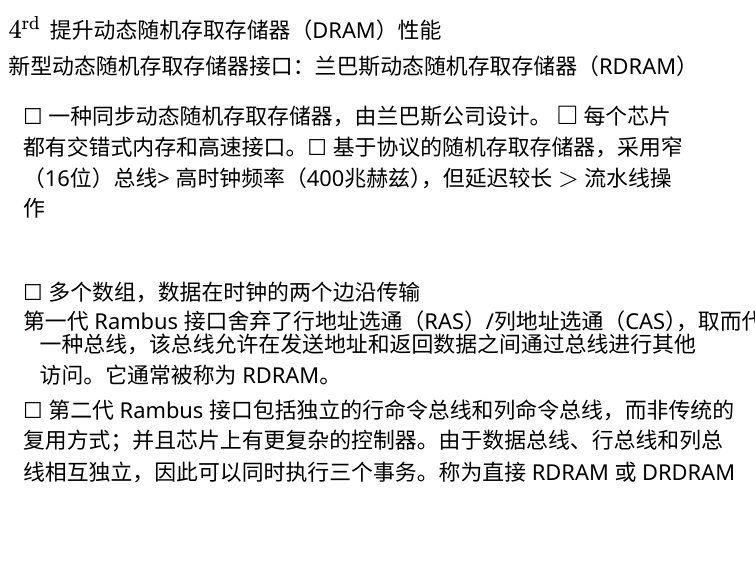 4rd 提升动态随机存取存储器（DRAM）性能
新型动态随机存取存储器接口：兰巴斯动态随机存取存储器（RDRAM）
☐ 一种同步动态随机存取存储器，由兰巴斯公司设计。 ☐ 每个芯片
都有交错式内存和高速接口。☐ 基于协议的随机存取存储器，采用窄
（16位）总线> 高时钟频率（400兆赫兹），但延迟较长 > 流水线操
作
☐ 多个数组，数据在时钟的两个边沿传输
第一代 Rambus 接口舍弃了行地址选通（RAS）/列地址选通（CAS），取而
一种总线，该总线允许在发送地址和返回数据之间通过总线进行其他
访问。它通常被称为 RDRAM。
☐ 第二代 Rambus 接口包括独立的行命令总线和列命令总线，而非传统的
复用方式；并且芯片上有更复杂的控制器。由于数据总线、行总线和列总
线相互独立，因此可以同时执行三个事务。称为直接 RDRAM 或 DRDRAM